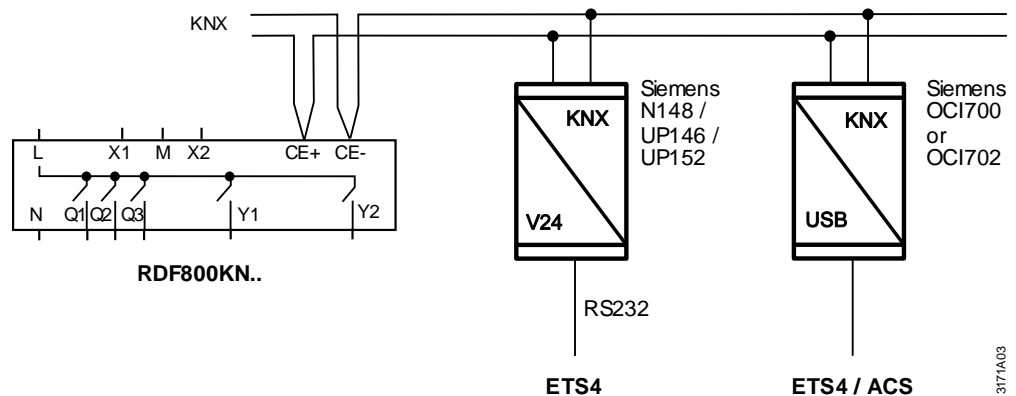 KNX
L X1 M X2 CE+ CE-
N Q1 Q2 Q3 Y1 Y2
RDF800KN..
KNX
V24
Siemens
N148 /
UP146 /
UP152
RS232
ETS4
KNX
USB
Siemens
OCI700
or
OCI702
ETS4 / ACS
3171A03